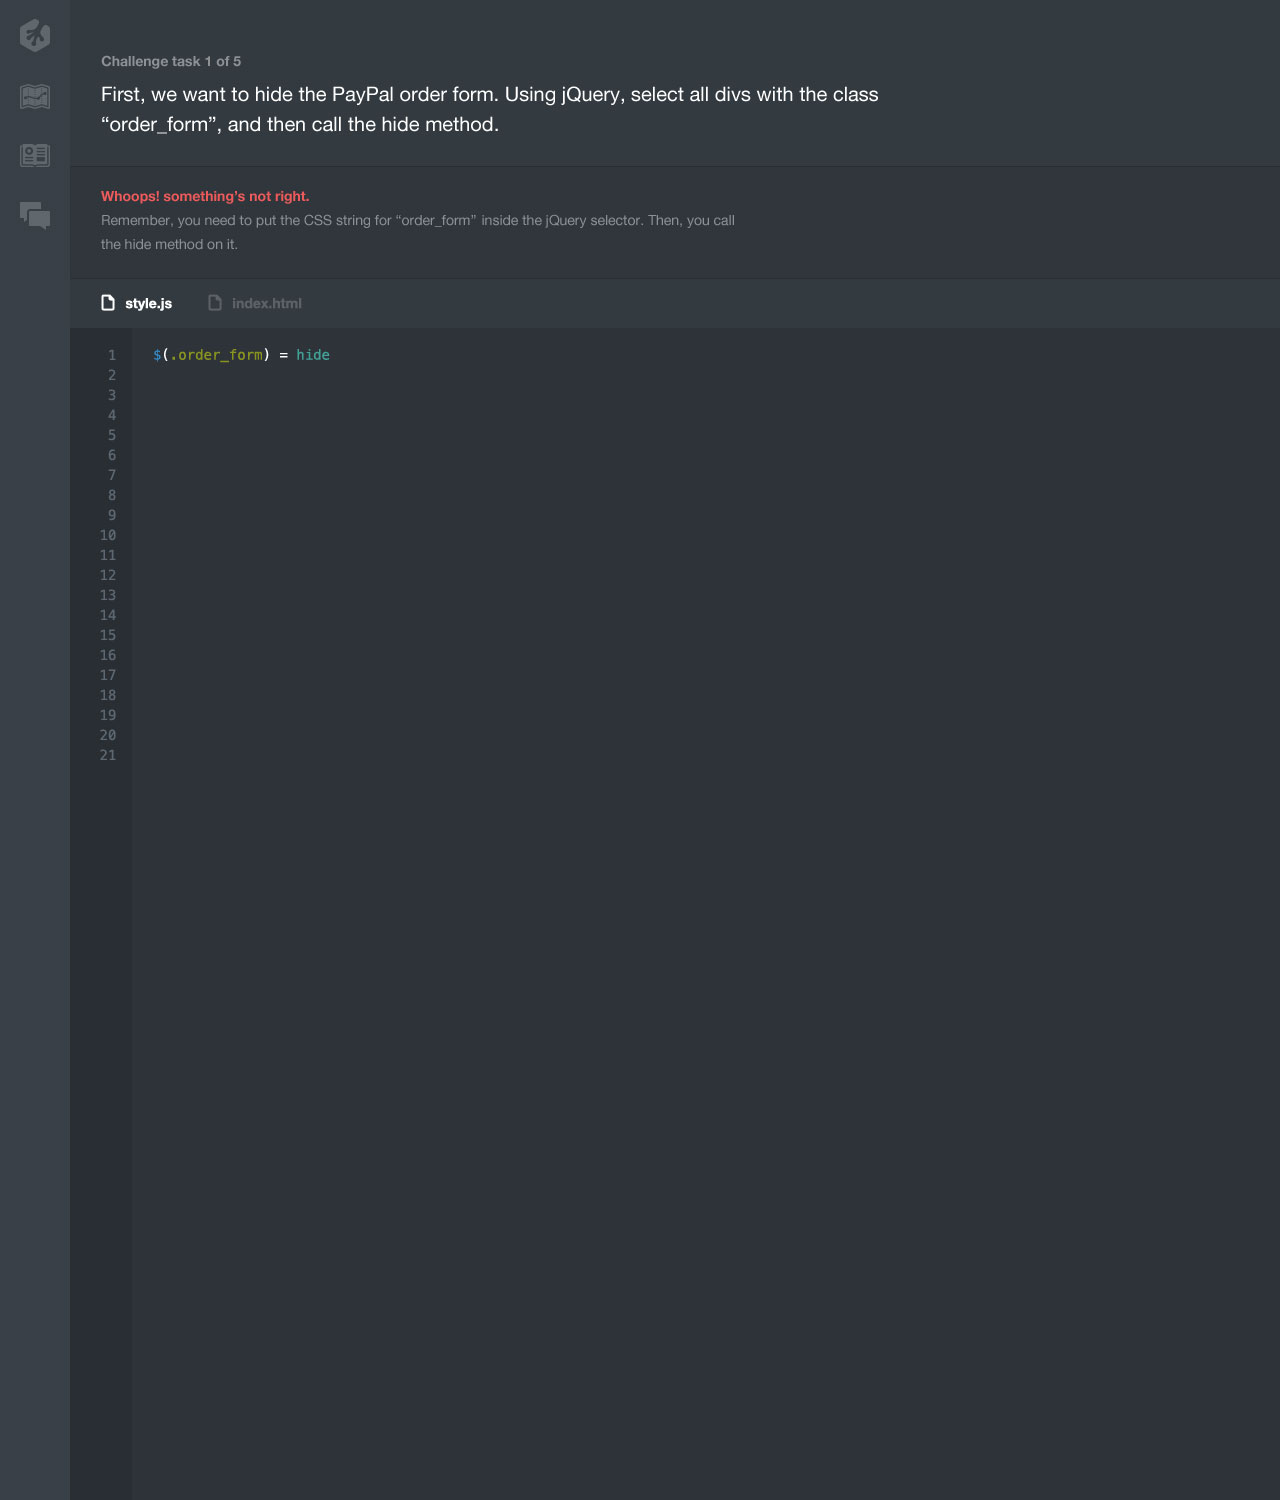 Challenge task 1 of 5
First, we want to hide the PayPal order form. Using jQuery, select all divs with the class
“order_form”, and then call the hide method.
Whoops! something’s not right.
Remember, you need to put the CSS string for “order_form” inside the jQuery selector. Then, you call
the hide method on it.
style.js index.html
1 $(.order_form) = hide
2
3
4
5
6
7
8
9
10
11
12
13
14
15
16
17
18
19
20
21